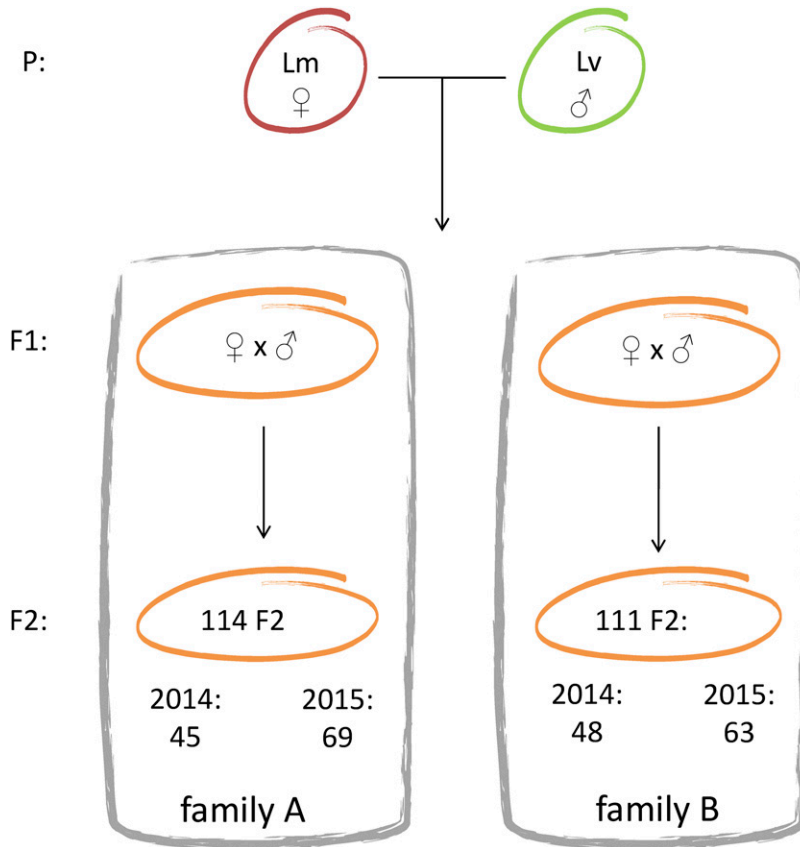 P:
Lm
♀
Lv
♂
F1:
♀ x ♂
♀ x ♂
F2:
114 F2
111 F2:
2014:
45
2015:
69
2014:
48
2015:
63
family A
family B